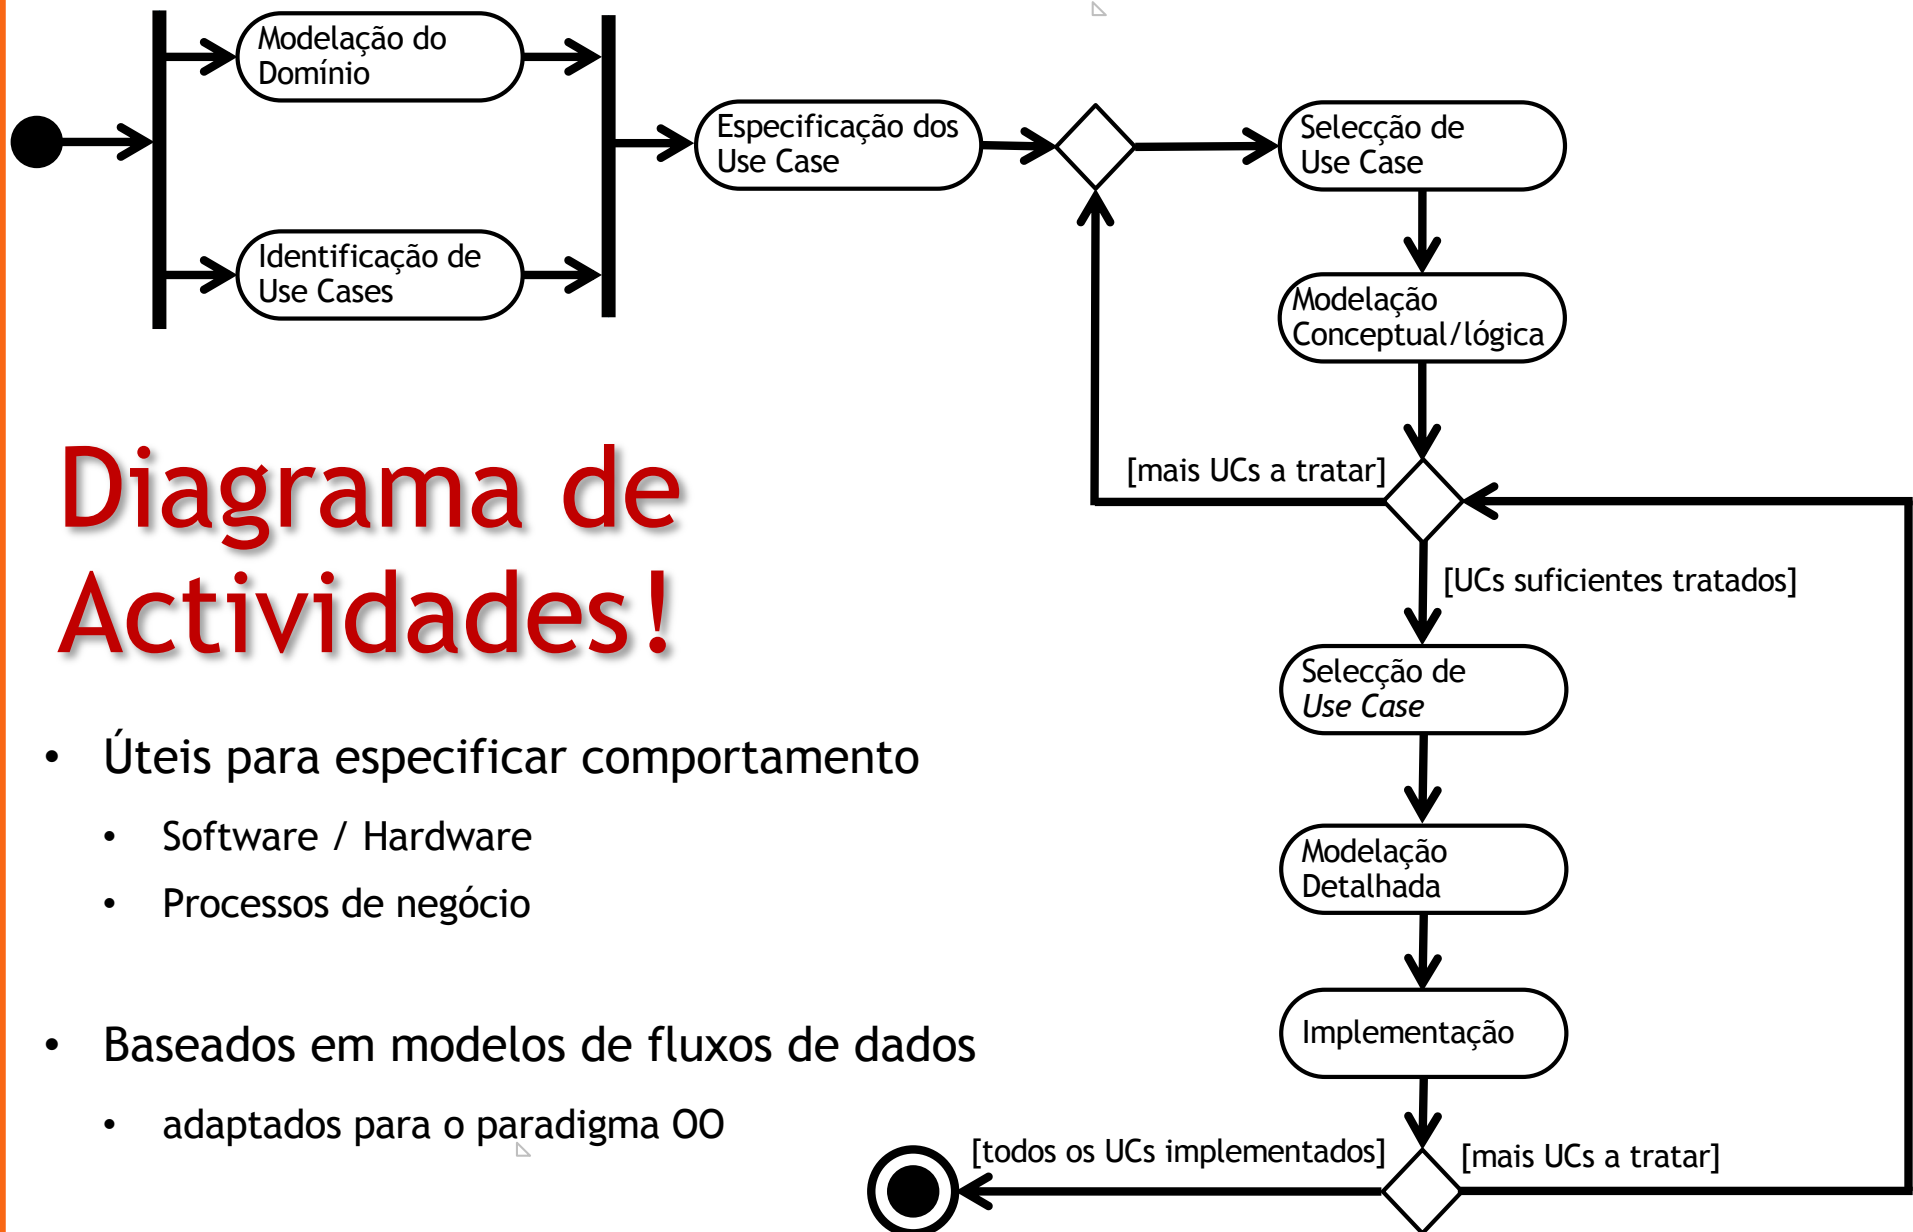 Modelação do
Domínio
Identificação de
Use Cases
Especificação dos
Use Case
Selecção de
Use Case
Modelação
Conceptual/lógica
[mais UCs a tratar]
[UCs suficientes tratados]
Selecção de
Use Case
Modelação
Detalhada
Implementação
[todos os UCs implementados]
[mais UCs a tratar]
Diagrama de
Actividades!
• Úteis para especificar comportamento
• Software / Hardware
• Processos de negócio
• Baseados em modelos de fluxos de dados
• adaptados para o paradigma OO